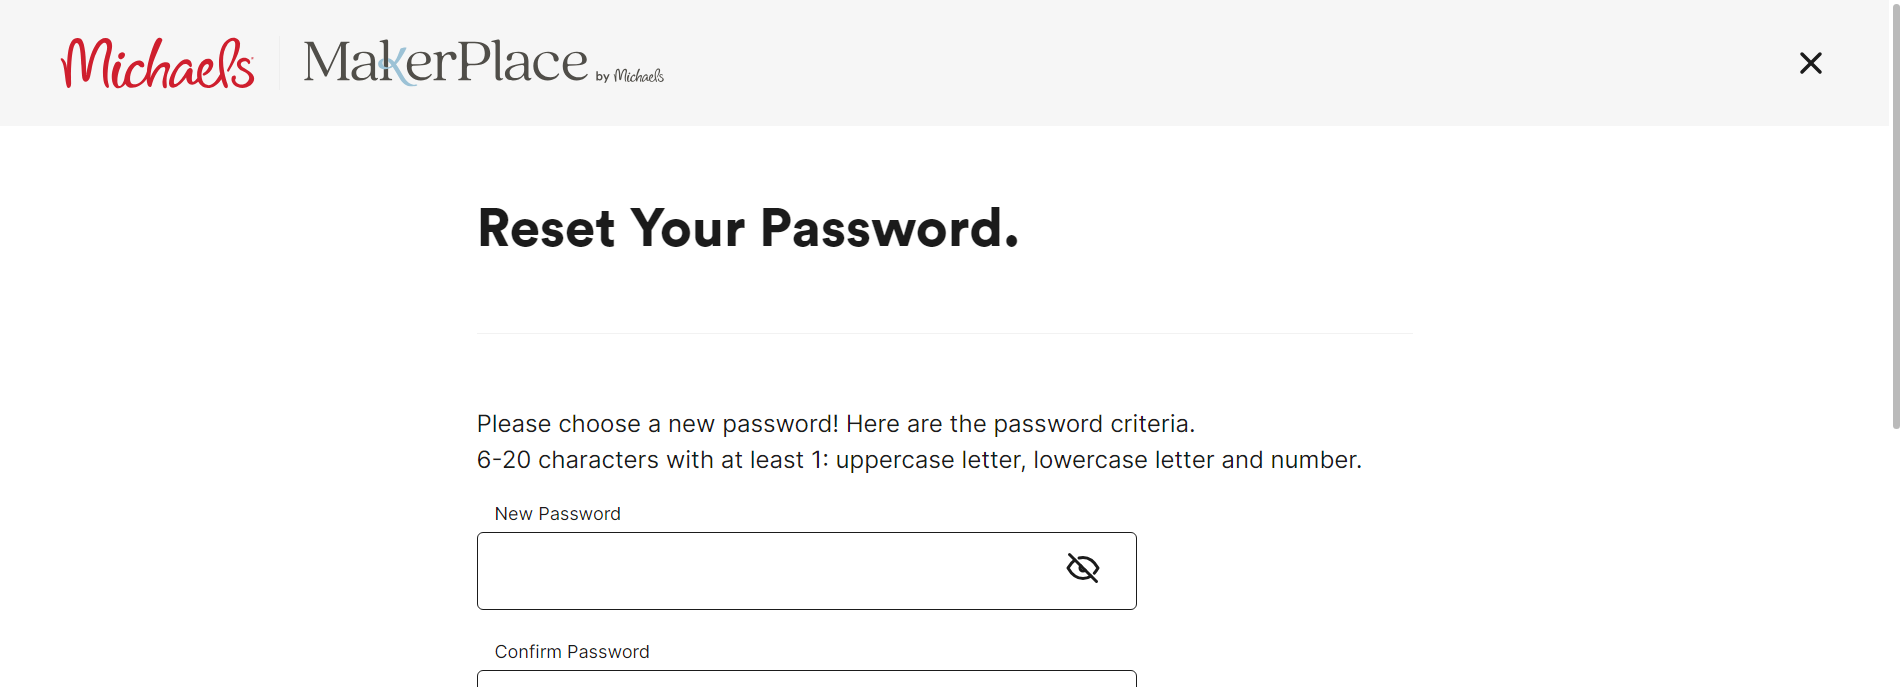 Michaels MakerPlace by Michaels
Reset Your Password.
Please choose a new password! Here are the password criteria.
6-20 characters with at least 1: uppercase letter, lowercase letter and number.
New Password
Confirm Password